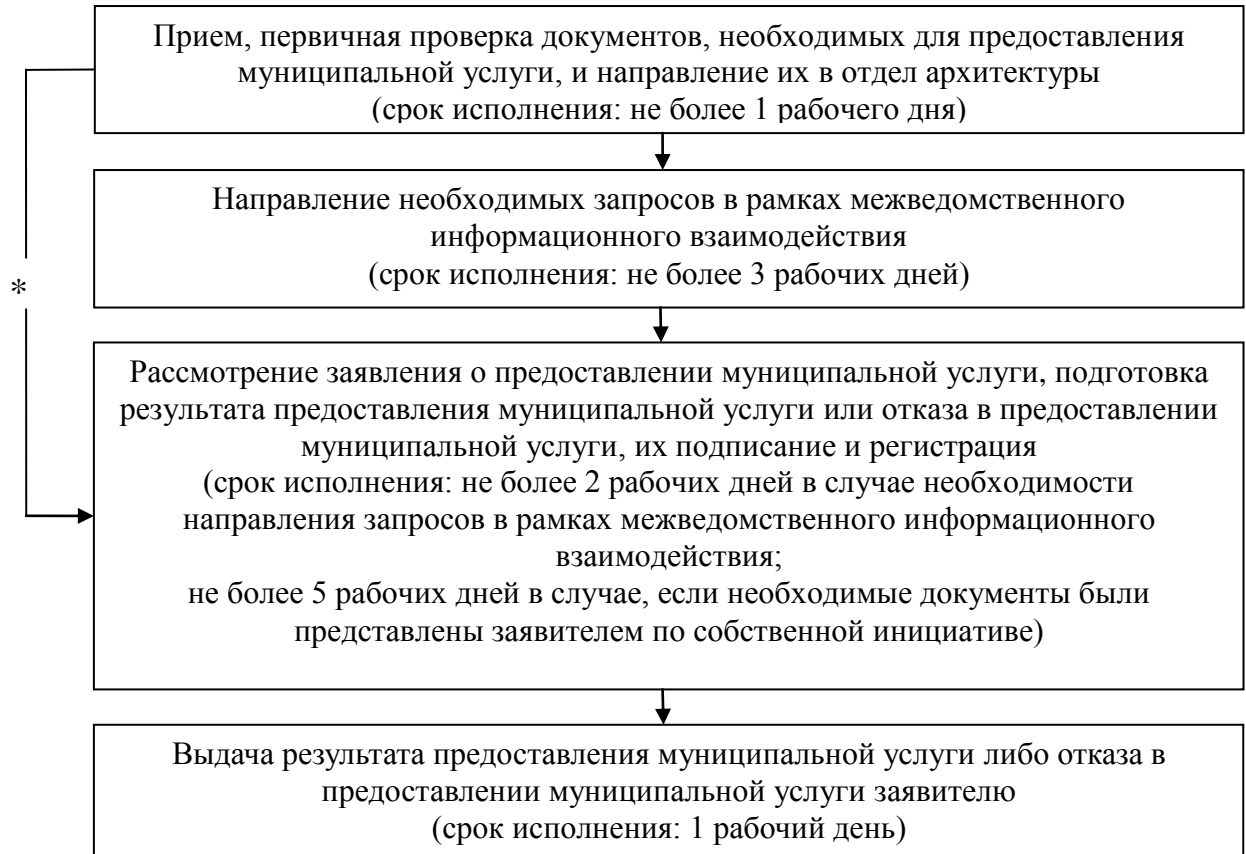 Прием, первичная проверка документов, необходимых для предоставления
муниципальной услуги, и направление их в отдел архитектуры
(срок исполнения: не более 1 рабочего дня)
Направление необходимых запросов в рамках межведомственного
информационного взаимодействия
(срок исполнения: не более 3 рабочих дней)
*
Рассмотрение заявления о предоставлении муниципальной услуги, подготовка
результата предоставления муниципальной услуги или отказа в предоставлении
муниципальной услуги, их подписание и регистрация
(срок исполнения: не более 2 рабочих дней в случае необходимости
направления запросов в рамках межведомственного информационного
взаимодействия;
не более 5 рабочих дней в случае, если необходимые документы были
представлены заявителем по собственной инициативе)
Выдача результата предоставления муниципальной услуги либо отказа в
предоставлении муниципальной услуги заявителю
(срок исполнения: 1 рабочий день)